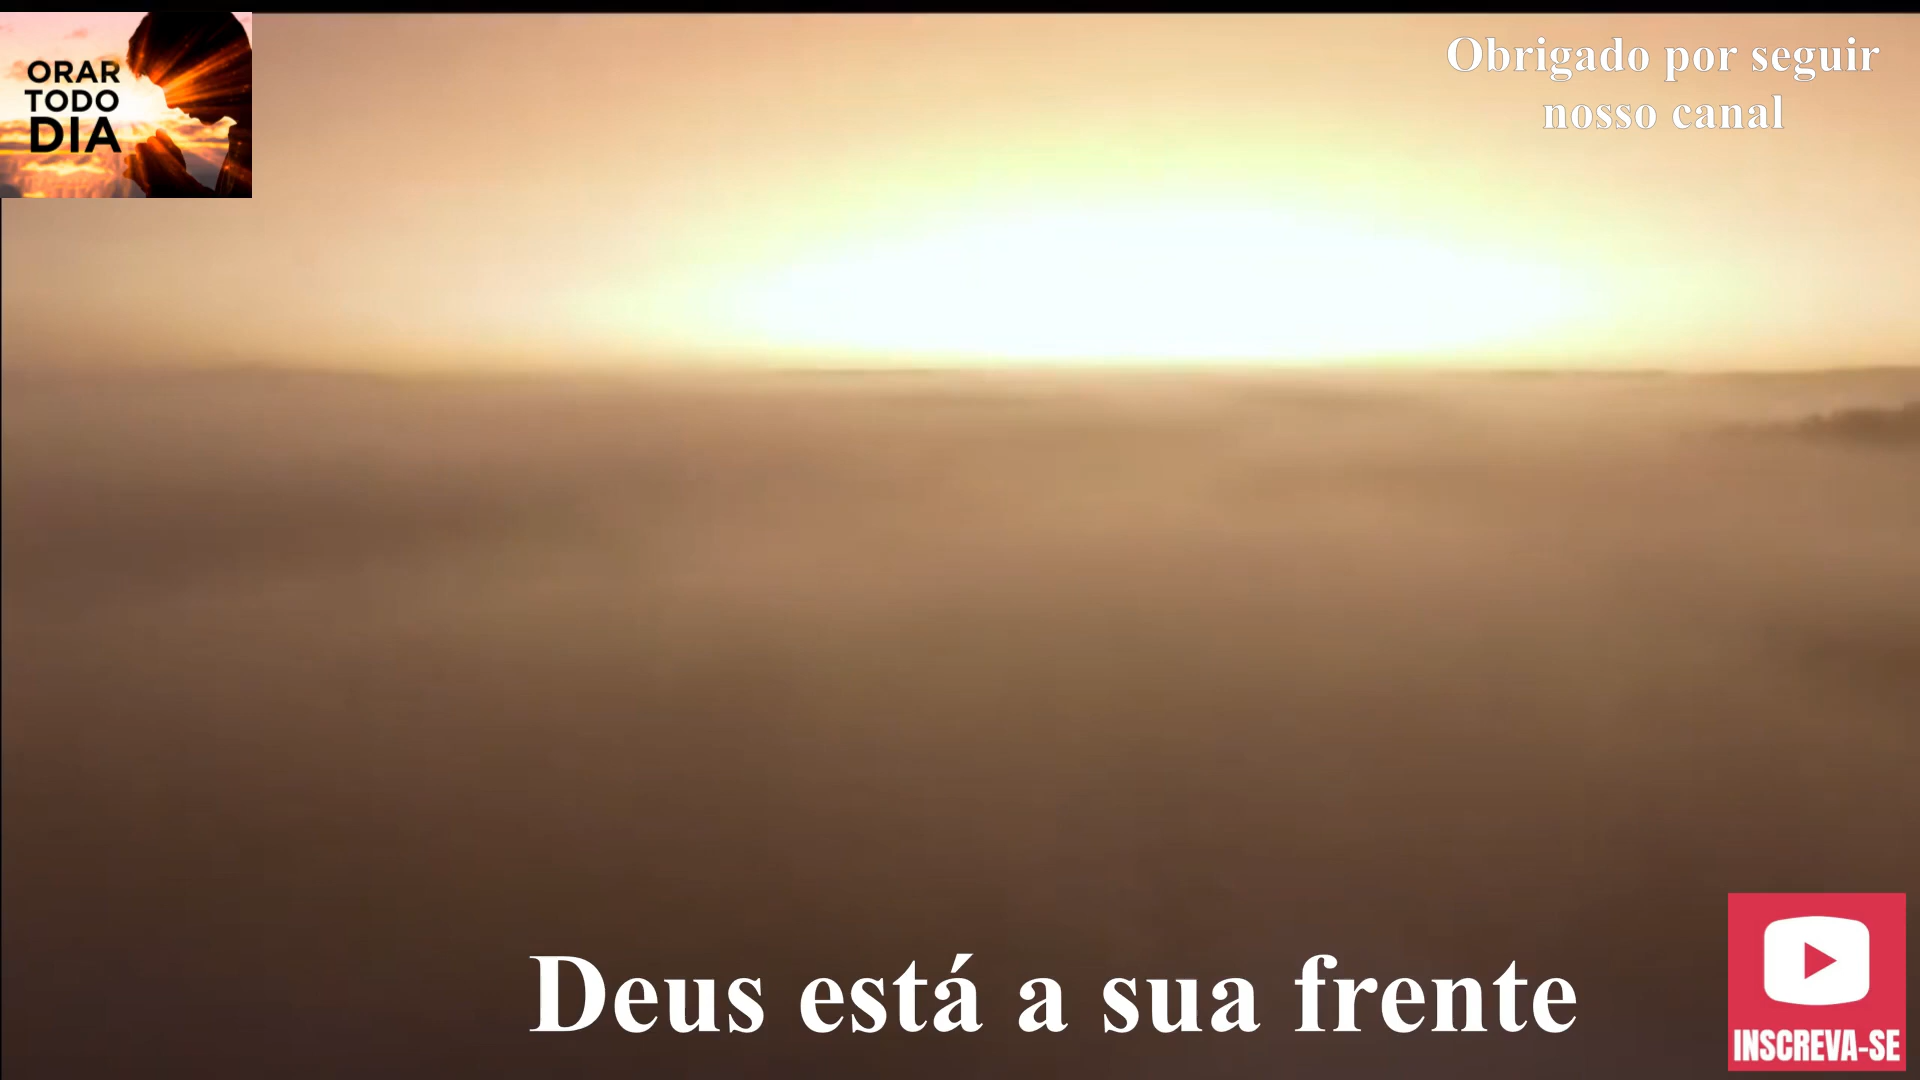 ORAR
TODO
DIA
Obrigado por seguir
nosso canal
Deus está a sua frente
INSCREVA-SE